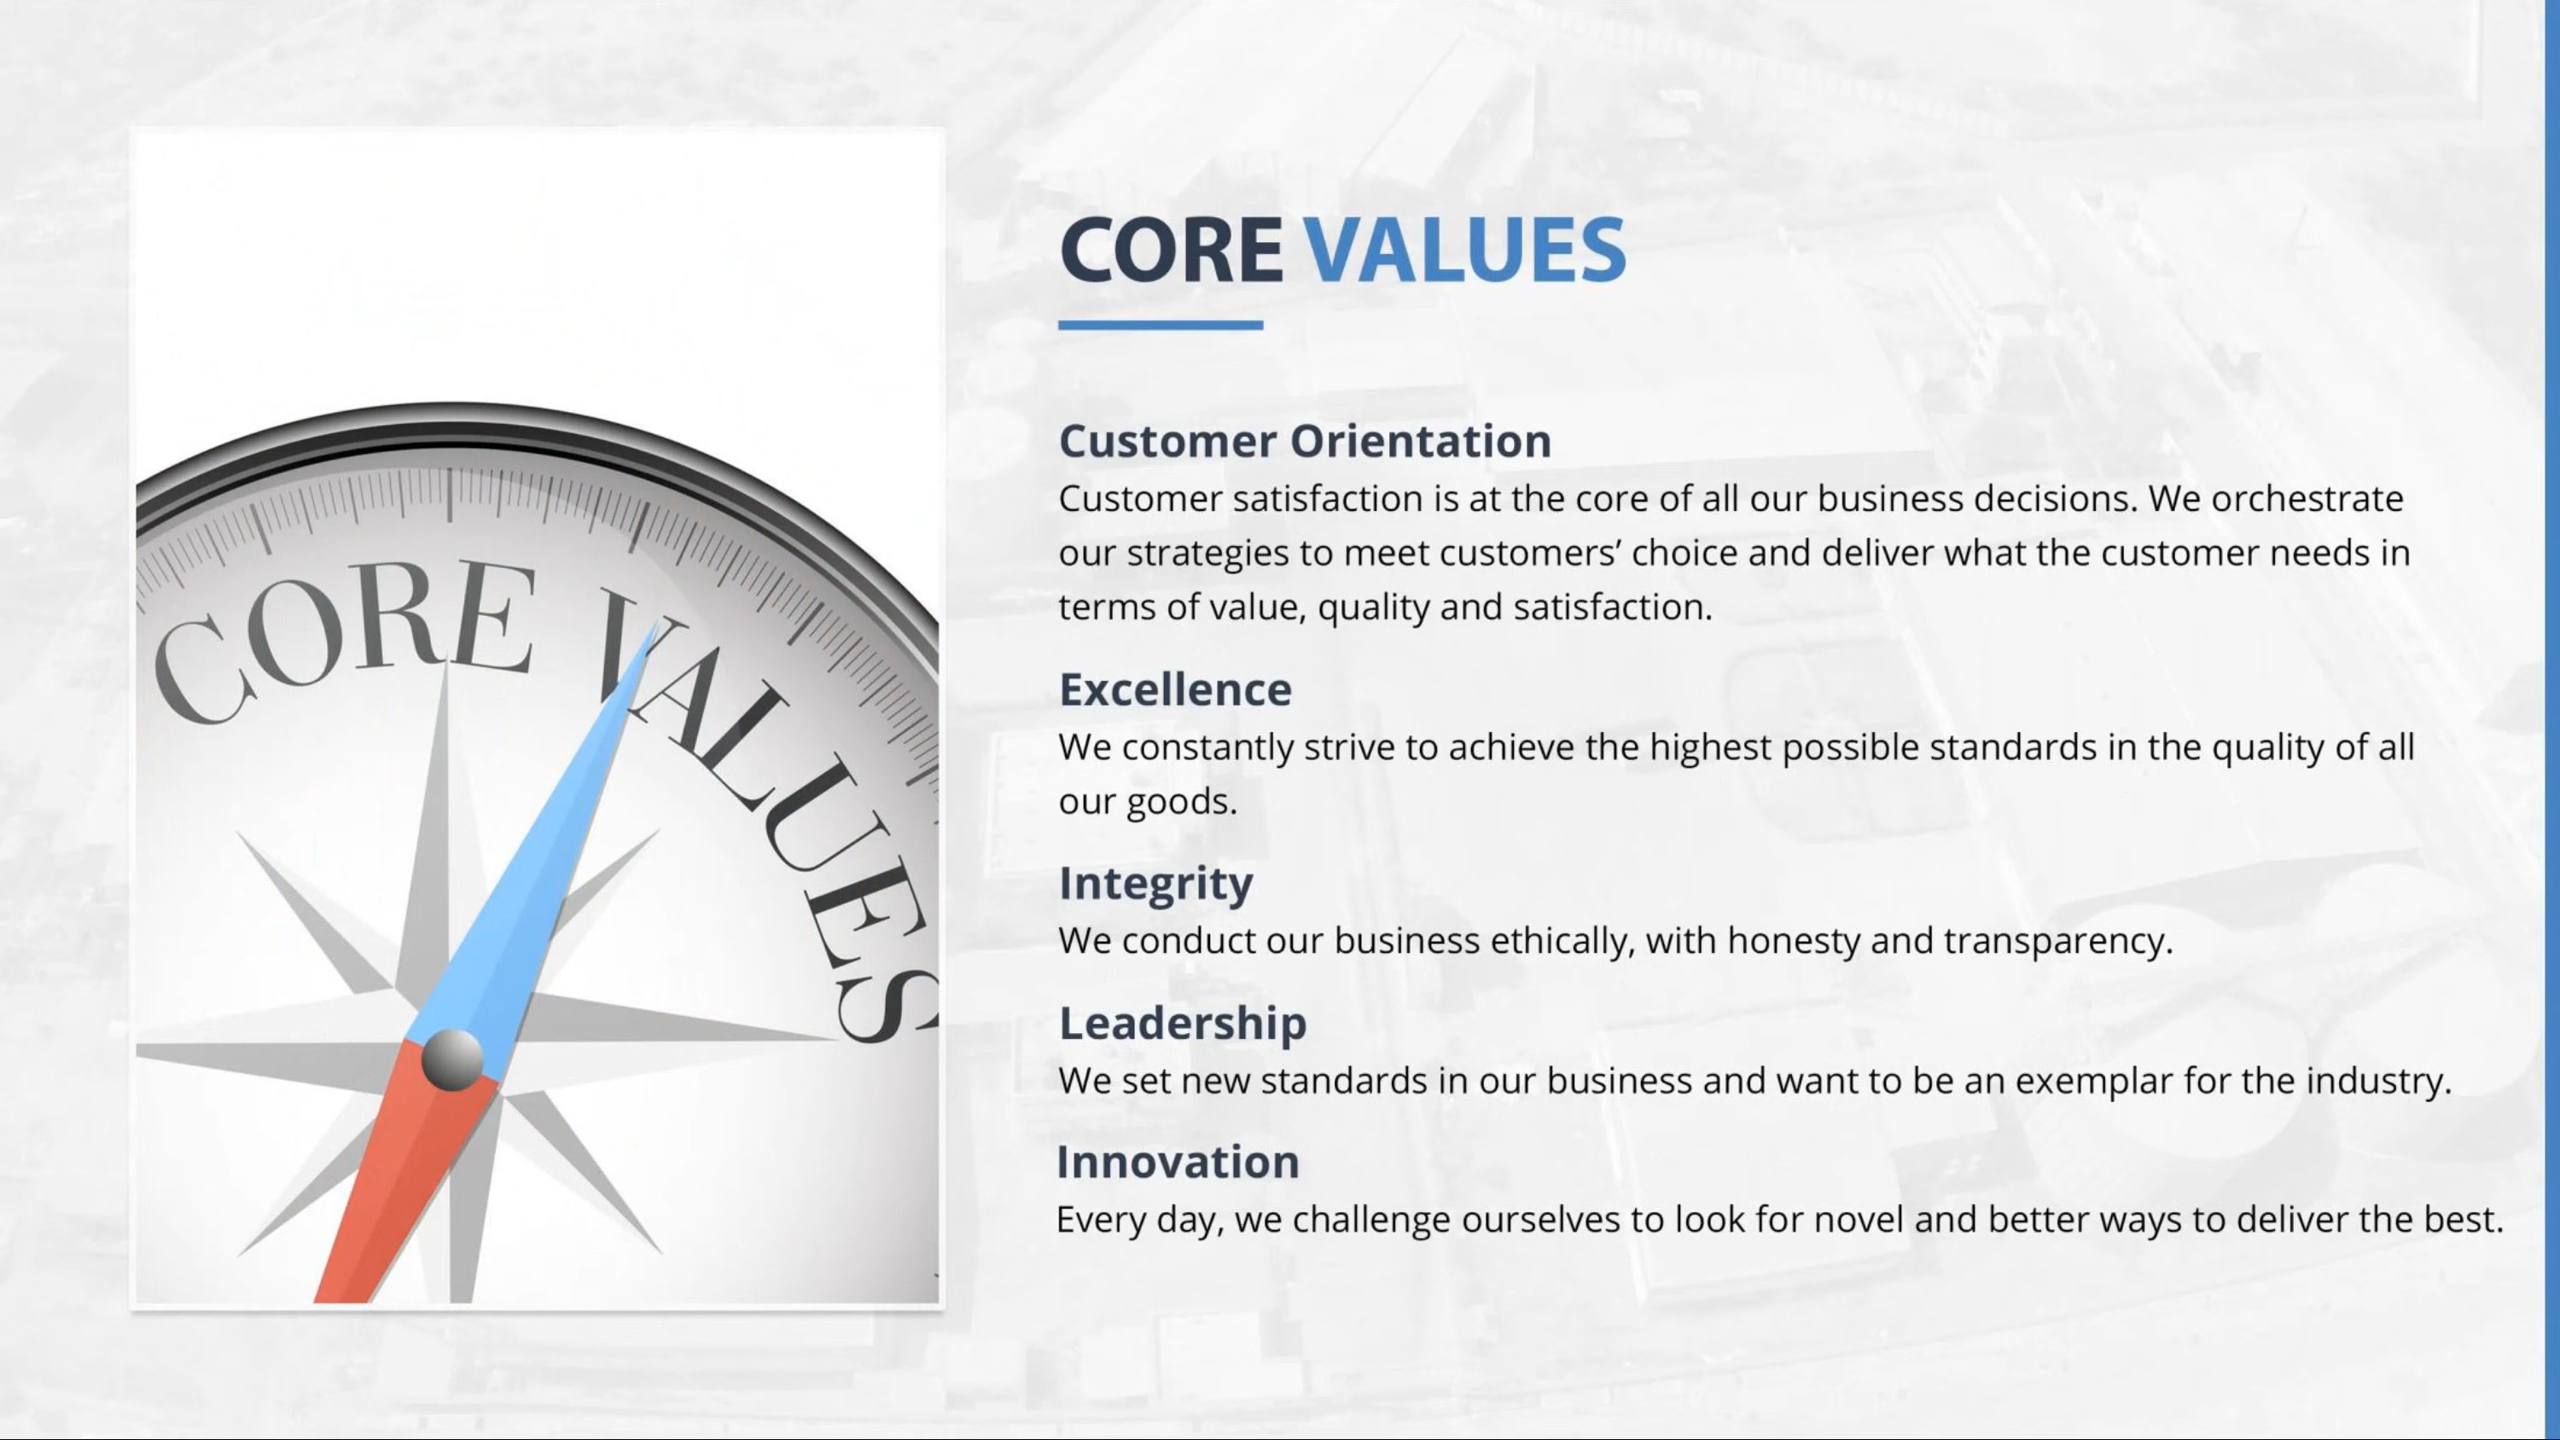 CORE VALUES
CORE VALUES
Customer Orientation
Customer satisfaction is at the core of all our business decisions. We orchestrate
our strategies to meet customers’ choice and deliver what the customer needs in
terms of value, quality and satisfaction.
Excellence
We constantly strive to achieve the highest possible standards in the quality of all
our goods.
Integrity
We conduct our business ethically, with honesty and transparency.
Leadership
We set new standards in our business and want to be an exemplar for the industry.
Innovation
Every day, we challenge ourselves to look for novel and better ways to deliver the best.